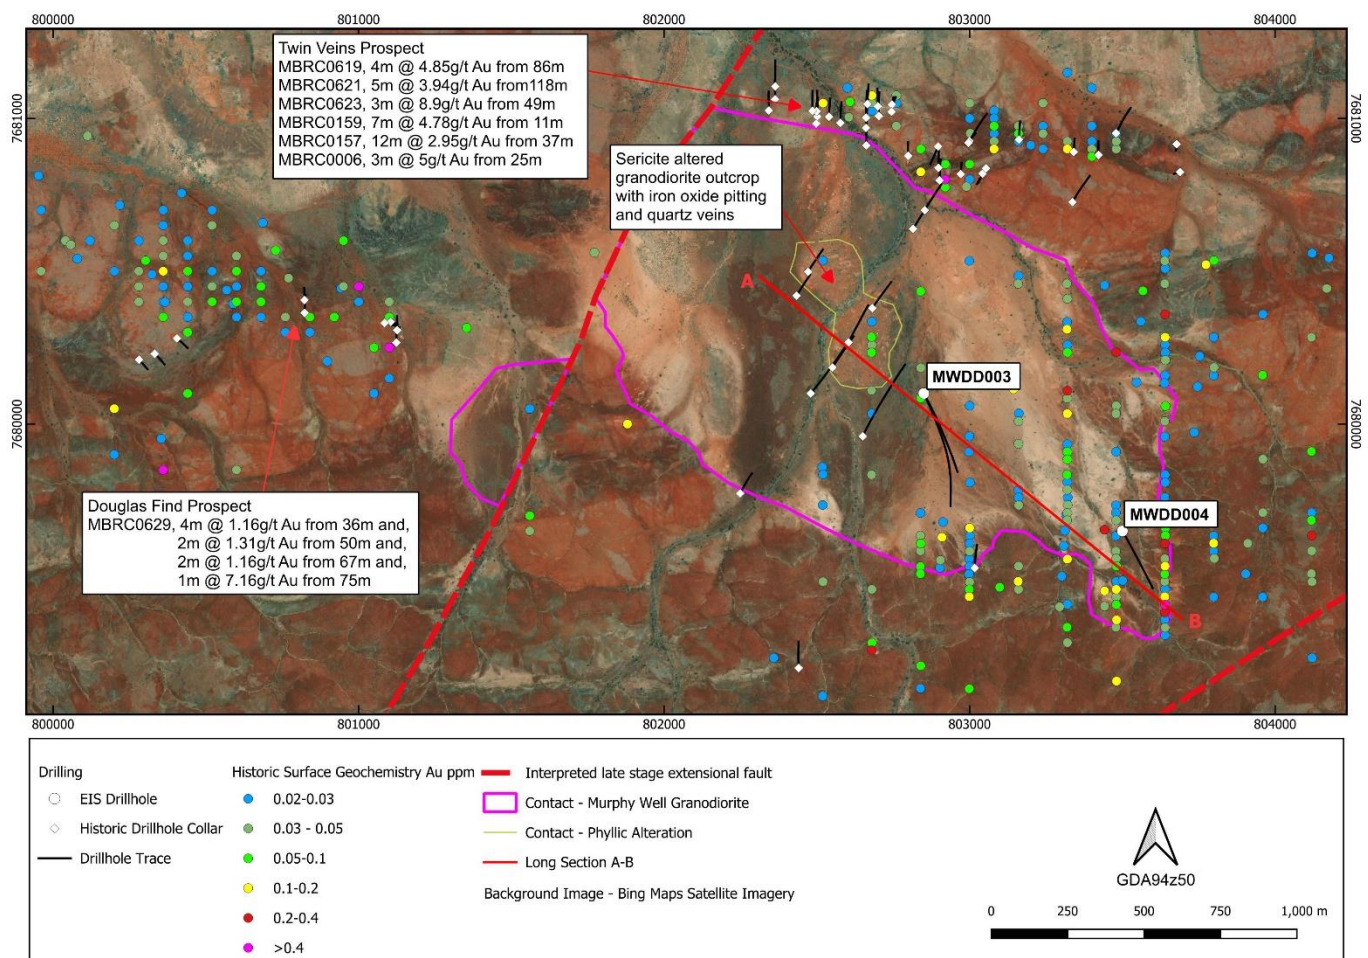 800000 801000 802000 803000 804000
Twin Veins Prospect
MBRC0619, 4m @ 4.85g/t Au from 86m
MBRC0621, 5m @ 3.94g/t Au from118m
MBRC0623, 3m @ 8.9g/t Au from 49m
MBRC0159, 7m @ 4.78g/t Au from 11m
MBRC0157, 12m @ 2.95g/t Au from 37m
MBRC0006, 3m @ 5g/t Au from 25m
7681000 7681000
Sericite altered
granodiorite outcrop
with iron oxide pitting
and quartz veins
A
MWDD003
7680000 7680000
Douglas Find Prospect
MBRC0629, 4m @ 1.16g/t Au from 36m and,
2m @ 1.31g/t Au from 50m and,
2m @ 1.16g/t Au from 67m and,
1m @ 7.16g/t Au from 75m
MWDD004
B
800000 801000 802000 803000 804000
Drilling
EIS Drillhole
Historic Drillhole Collar
Drillhole Trace
Historic Surface Geochemistry Au ppm
0.02-0.03
0.03 - 0.05
0.05-0.1
0.1-0.2
0.2-0.4
>0.4
Interpreted late stage extensional fault
Contact - Murphy Well Granodiorite
Contact - Phyllic Alteration
Long Section A-B
Background Image - Bing Maps Satellite Imagery
GDA94z50
0 250 500 750 1,000 m